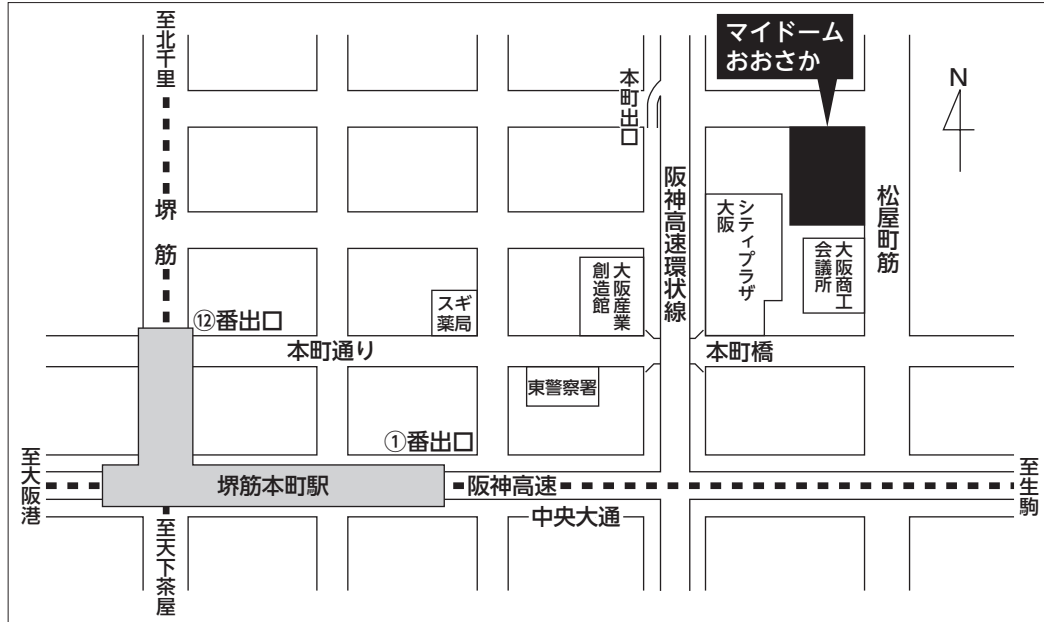 至北千里
マイドーム
おおさか
N
本町出口
堺筋
阪神高速環状線
シティプラザ
大阪
松屋町筋
大阪商工
会議所
大阪産業
創造館
スギ
薬局
⑫番出口
本町通り
本町橋
東警察署
①番出口
至大阪港
堺筋本町駅
阪神高速
至生駒
中央大通
至天下茶屋